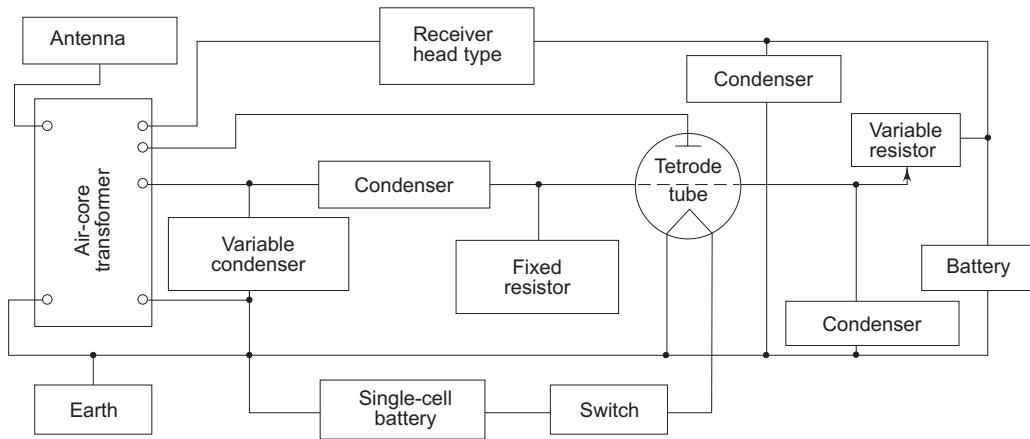 Antenna
Receiver
head type
Condenser
Variable
resistor
Air-core
transformer
Condenser
Tetrode
tube
Variable
condenser
Fixed
resistor
Battery
Condenser
Earth
Single-cell
battery
Switch